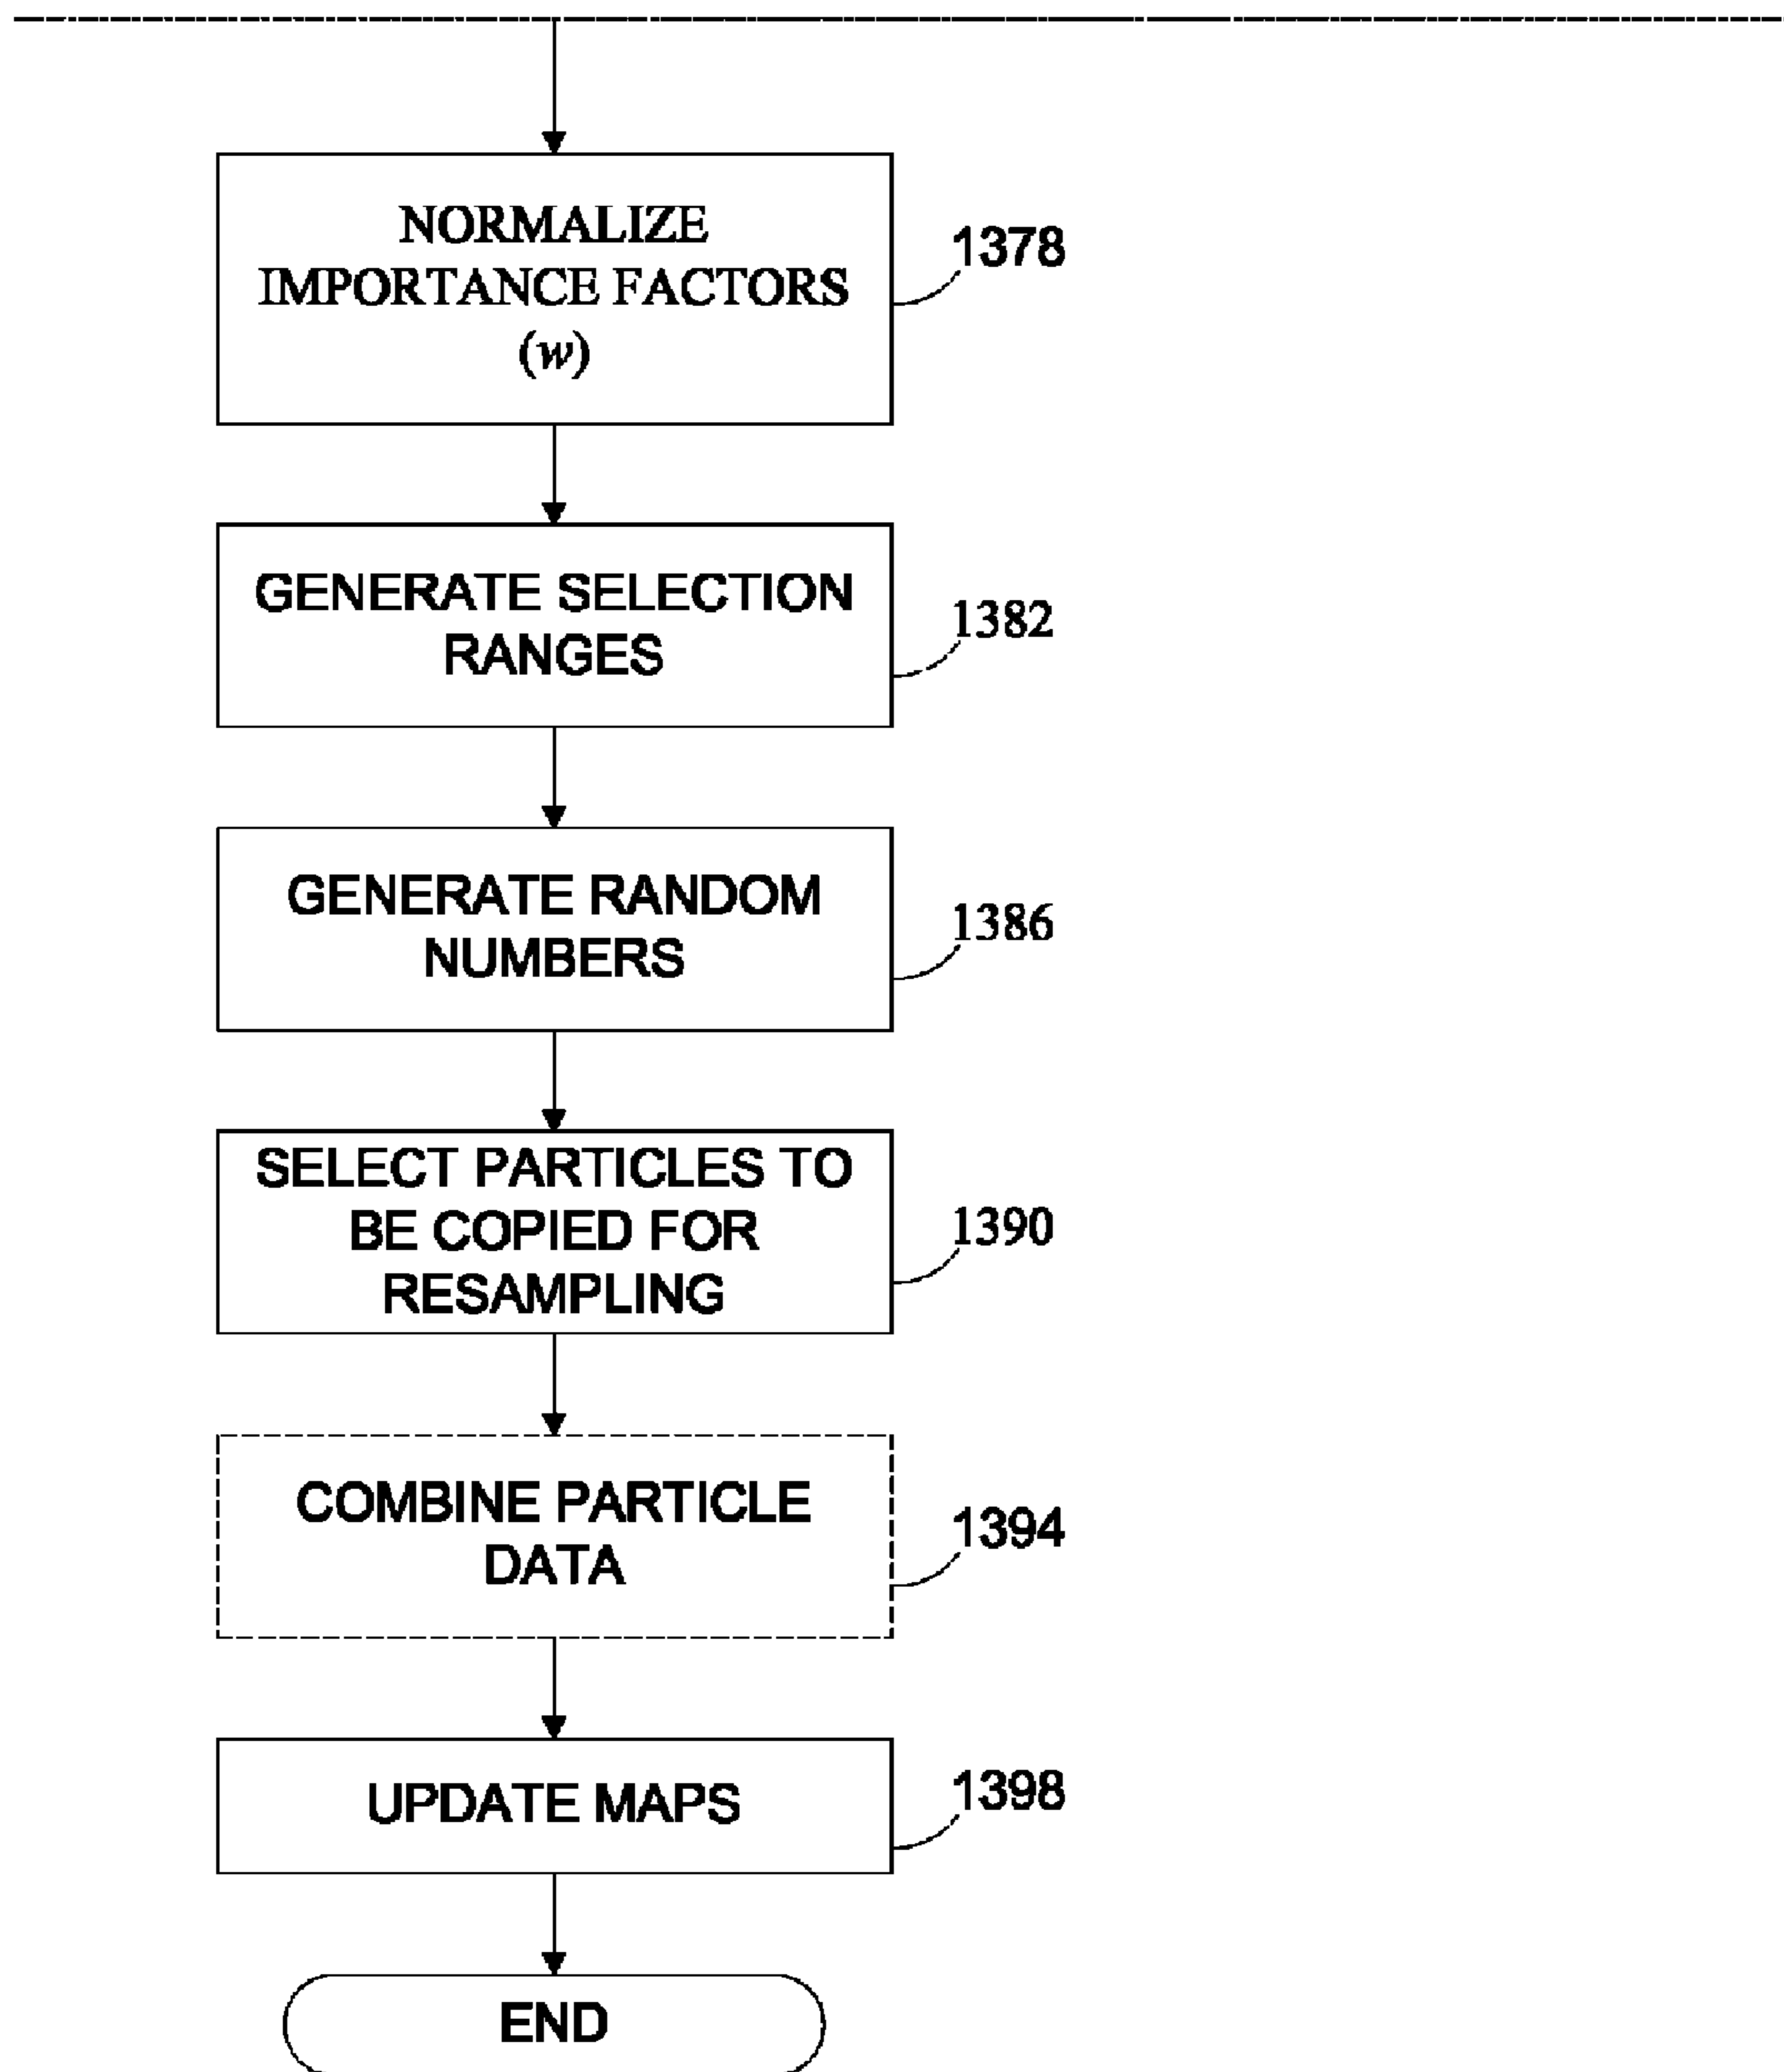 NORMALIZE
IMPORTANCE FACTORS
(w)
1378
GENERATE SELECTION
RANGES
1382
GENERATE RANDOM
NUMBERS
1386
SELECT PARTICLES TO
BE COPIED FOR
RESAMPLING
1390
COMBINE PARTICLE
DATA
1394
UPDATE MAPS
1398
END